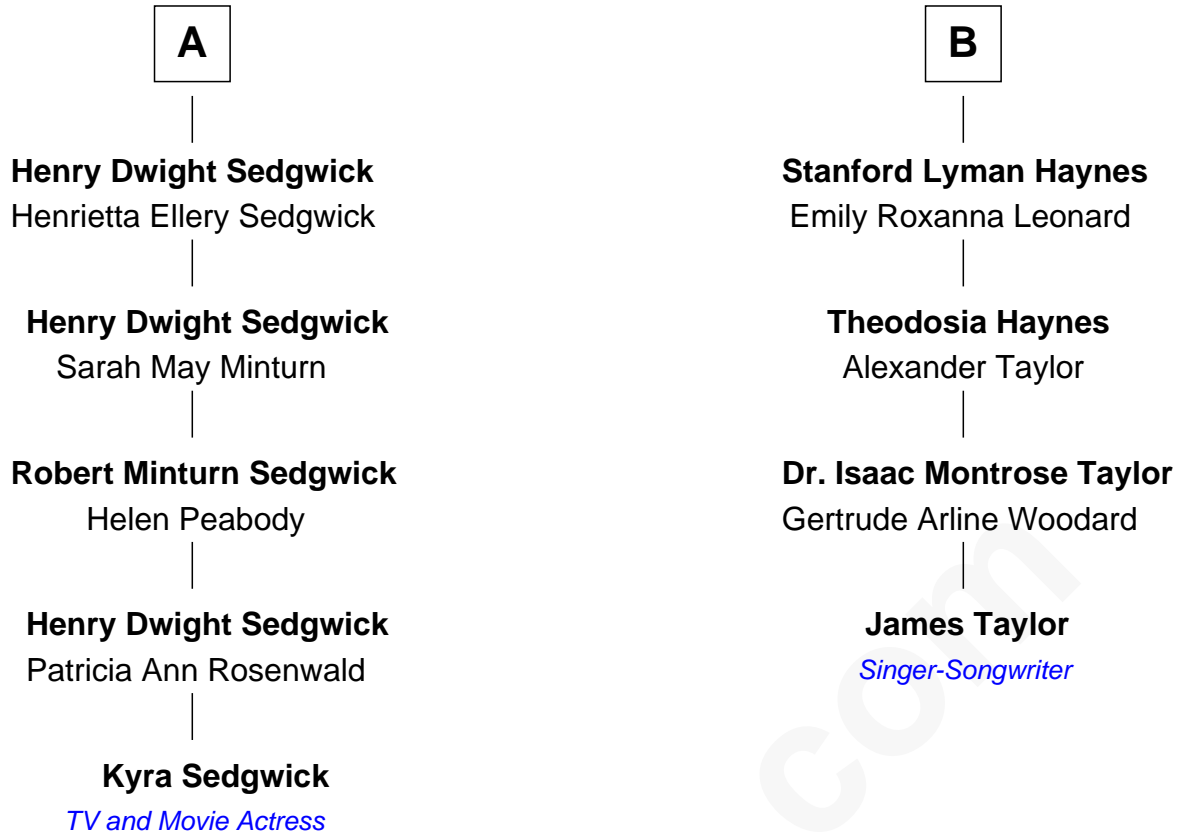 A
Henry Dwight Sedgwick
Henrietta Ellery Sedgwick
Henry Dwight Sedgwick
Sarah May Minturn
Robert Minturn Sedgwick
Helen Peabody
Henry Dwight Sedgwick
Patricia Ann Rosenwald
Kyra Sedgwick
TV and Movie Actress
B
Stanford Lyman Haynes
Emily Roxanna Leonard
Theodosia Haynes
Alexander Taylor
Dr. Isaac Montrose Taylor
Gertrude Arline Woodard
James Taylor
Singer-Songwriter
com